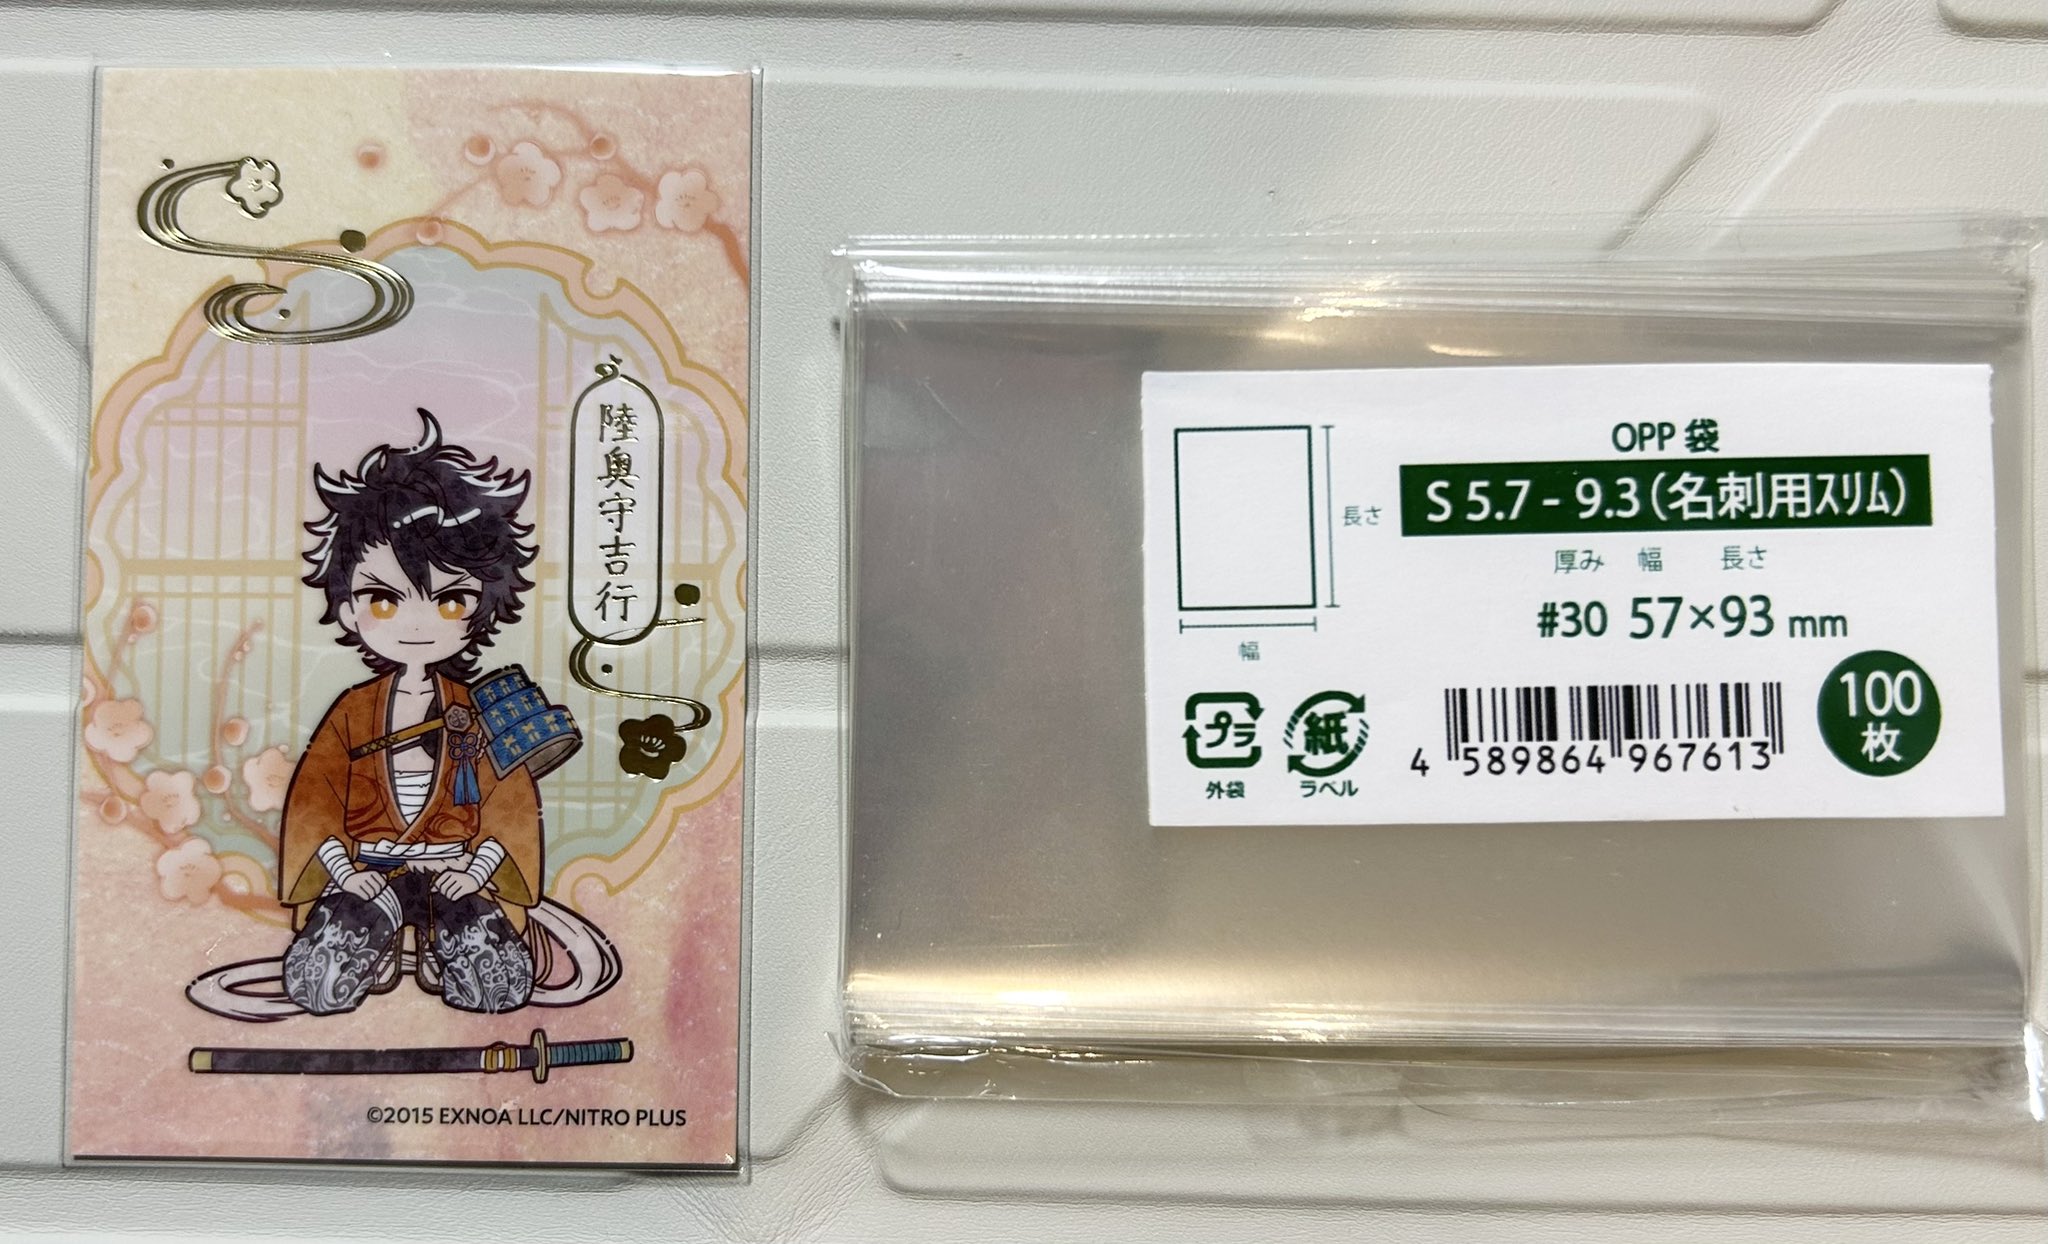 陸奥守吉行
©2015 EXNOA LLC/NITRO PLUS
OPP 袋
S 5.7 - 9.3（名刺用ｽﾘﾑ）
厚み 幅 長さ
#30 57×93 mm
長さ
幅
プラ
外袋
紙
ラベル
4 589864 967613
100
枚